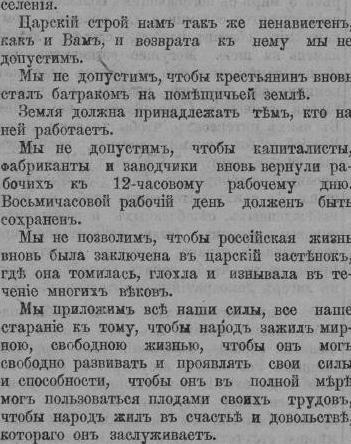 селенія.
Царскій строй намъ такъ же ненавистенъ,
какъ и Вамъ, и возврата къ нему мы не
допустимъ.
Мы не допустимъ, чтобы крестьянинъ вновь
сталъ батракомъ на помѣщичьей землѣ.
Земля должна принадлежать тѣмъ, кто на
ней работаетъ.
Мы не допустимъ, чтобы капиталисты,
фабриканты и заводчики вновь вернули ра-
бочихъ къ 12-часовому рабочему дню.
Восьмичасовой рабочій день долженъ быть
сохраненъ.
Мы не позволимъ, чтобы россійская жизнь
вновь была заключена въ царскій застѣнокъ,
гдѣ она томилась, глохла и изнывала въ те-
ченіе многихъ вѣковъ.
Мы приложимъ всѣ наши силы, все наше
стараніе къ тому, чтобы народъ зажилъ мир-
ною, свободною жизнью, чтобы онъ могъ
свободно развивать и проявлять свои силы
и способности, чтобы онъ въ полной мѣрѣ
могъ пользоваться плодами своихъ трудовъ,
чтобы народъ жилъ въ счастьѣ и довольствѣ,
котораго онъ заслуживаетъ.